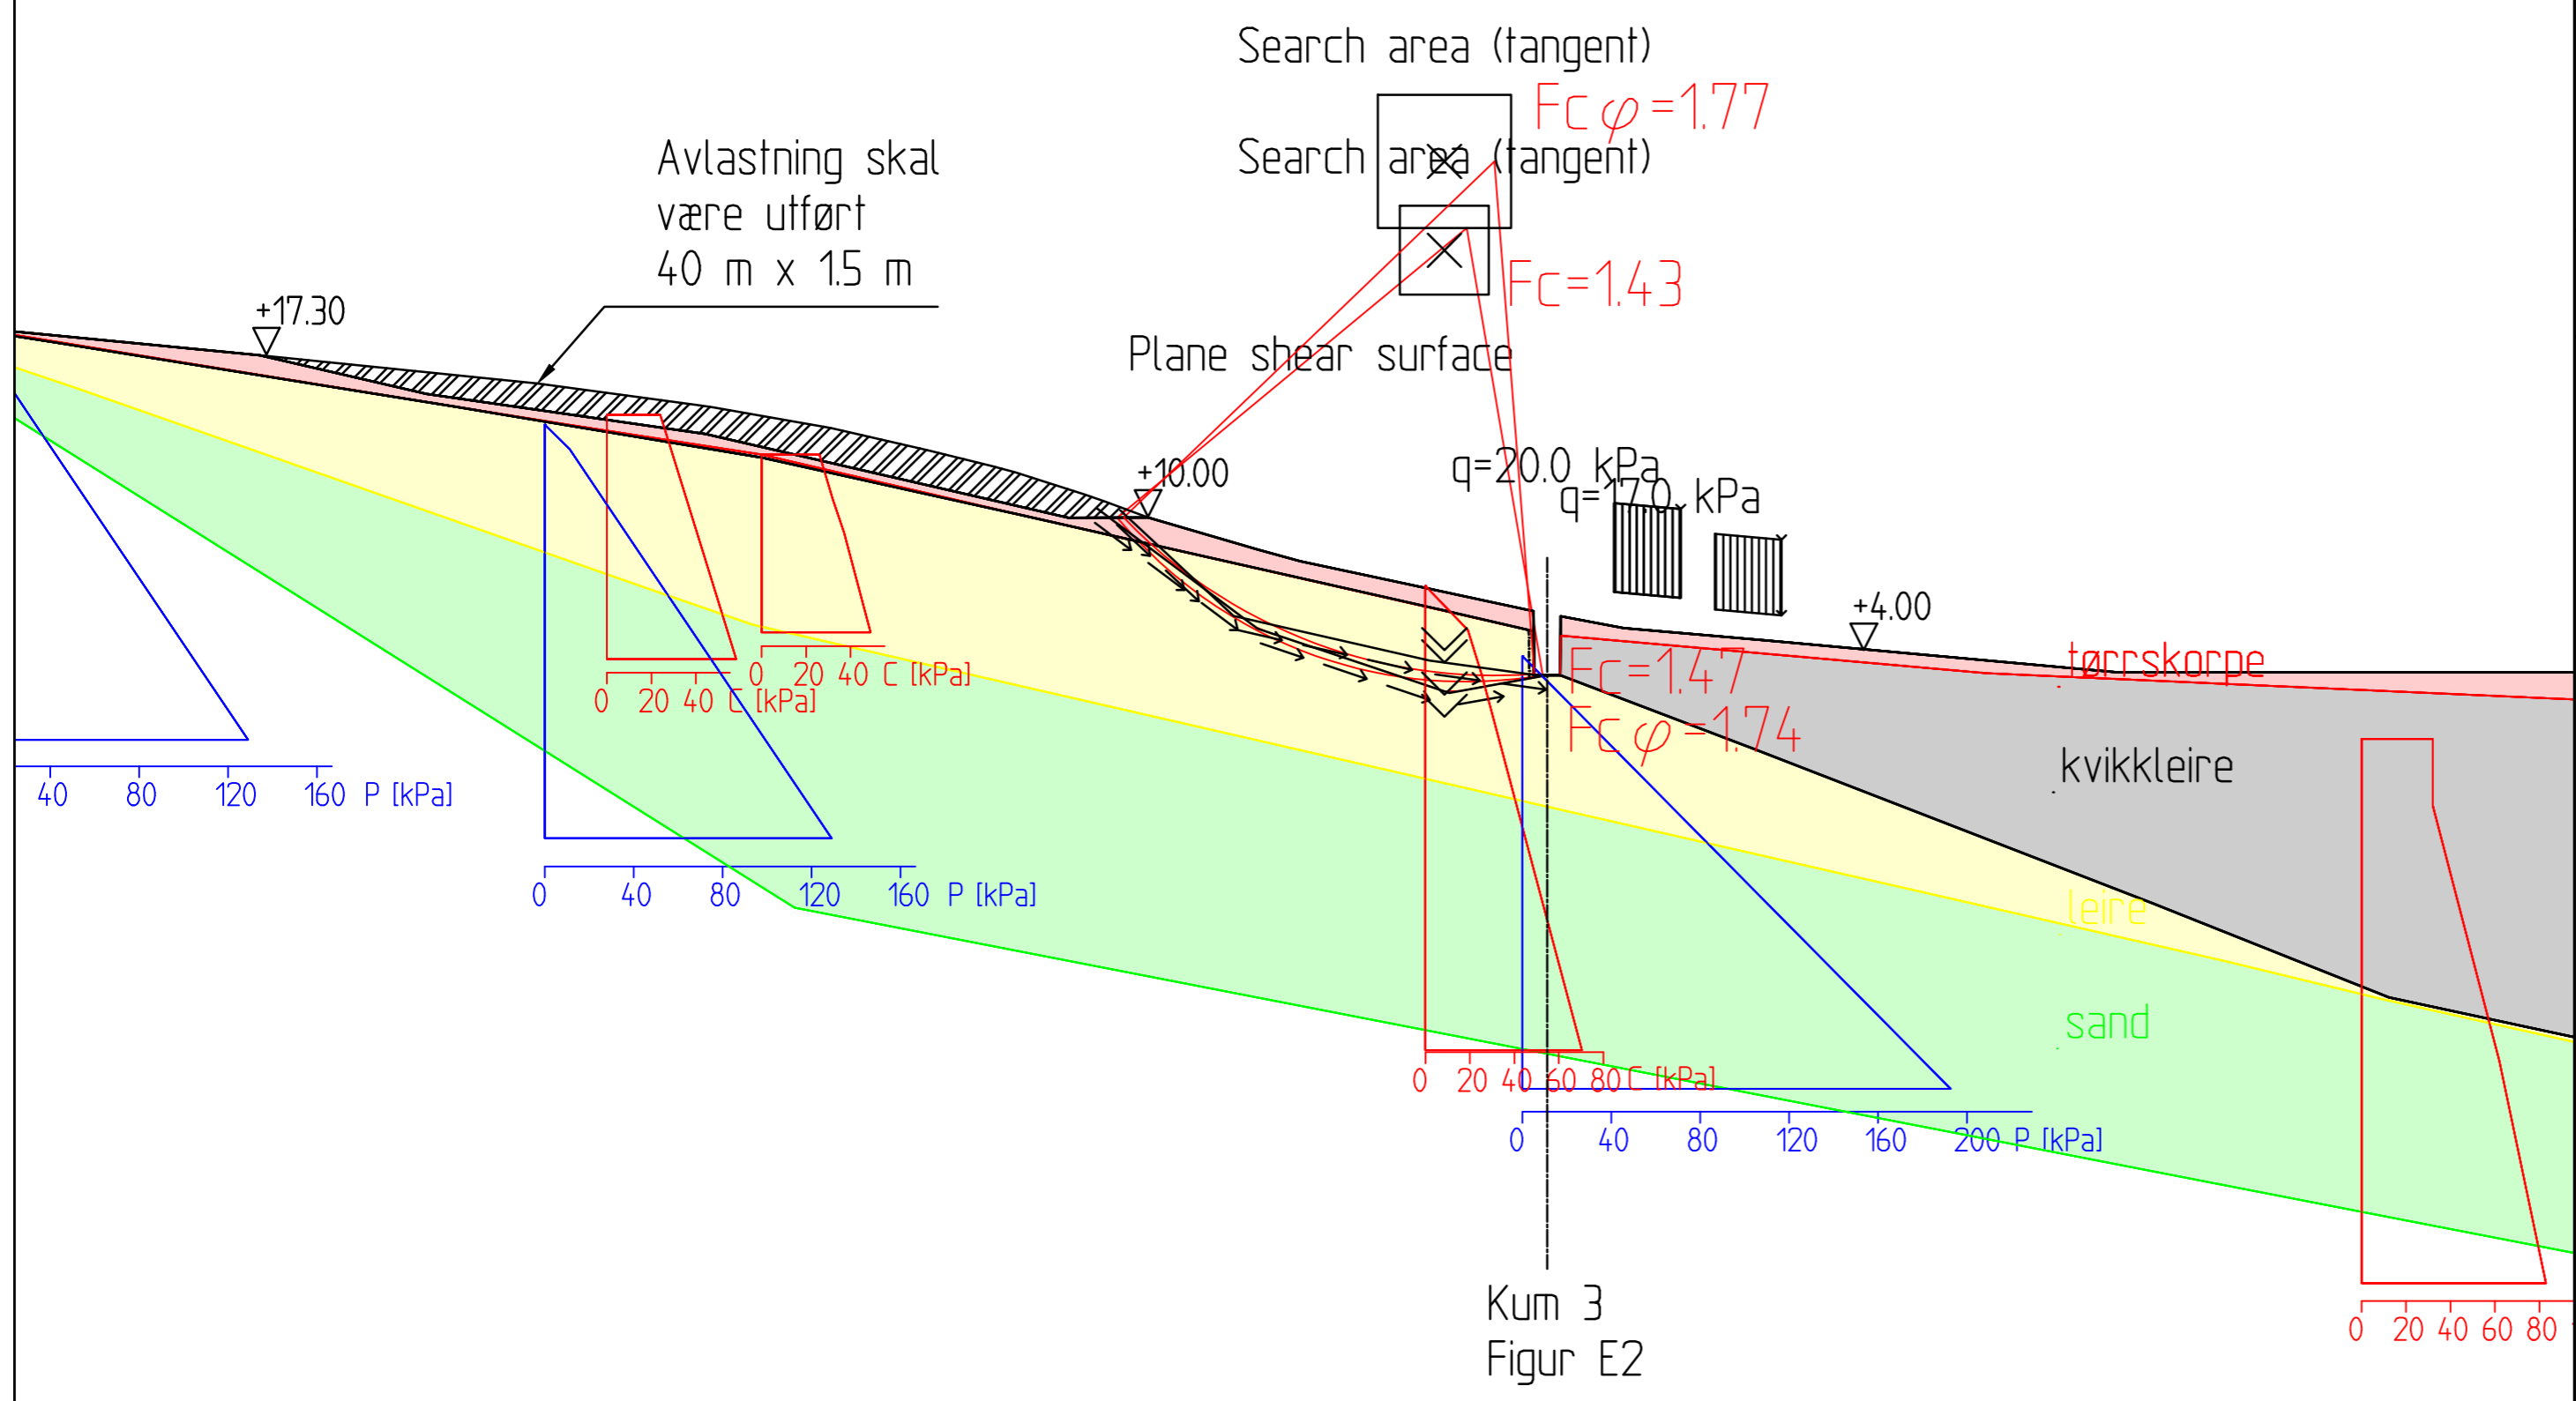 Search area (tangent)
Fcφ=1.77
Search area (tangent)
Avlastning skal
være utført
40 m x 1.5 m
Fc=1.43
+17.30
Plane shear surface
+10.00
q=20.0 kPa
q=17.0 kPa
+4.00
tørrskorpe
Fc=1.47
Fcφ=1.74
kvikkleire
0 20 40 C [kPa]
0 20 40 C [kPa]
40 80 120 160 P [kPa]
0 40 80 120 160 P [kPa]
leire
sand
0 20 40 60 80 C [kPa]
0 40 80 120 160 200 P [kPa]
Kum 3
Figur E2
0 20 40 60 80